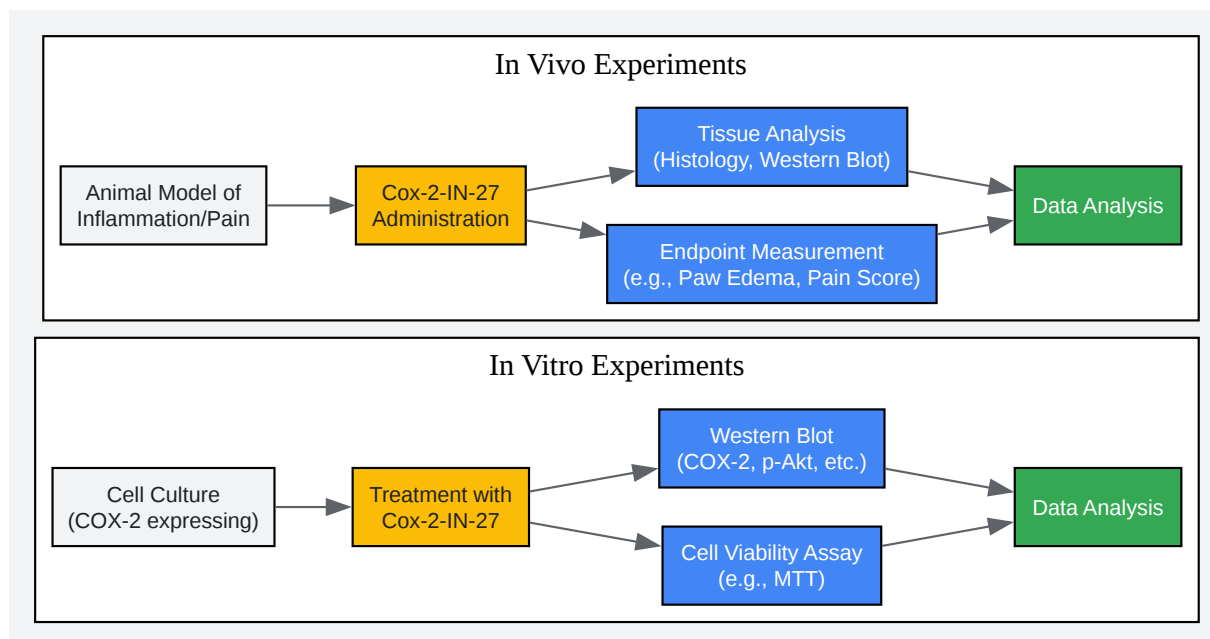 In Vivo Experiments
Animal Model of
Inflammation/Pain
Cox-2-IN-27
Administration
Tissue Analysis
(Histology, Western Blot)
Endpoint Measurement
(e.g., Paw Edema, Pain Score)
Data Analysis
In Vitro Experiments
Cell Culture
(COX-2 expressing)
Treatment with
Cox-2-IN-27
Western Blot
(COX-2, p-Akt, etc.)
Cell Viability Assay
(e.g., MTT)
Data Analysis